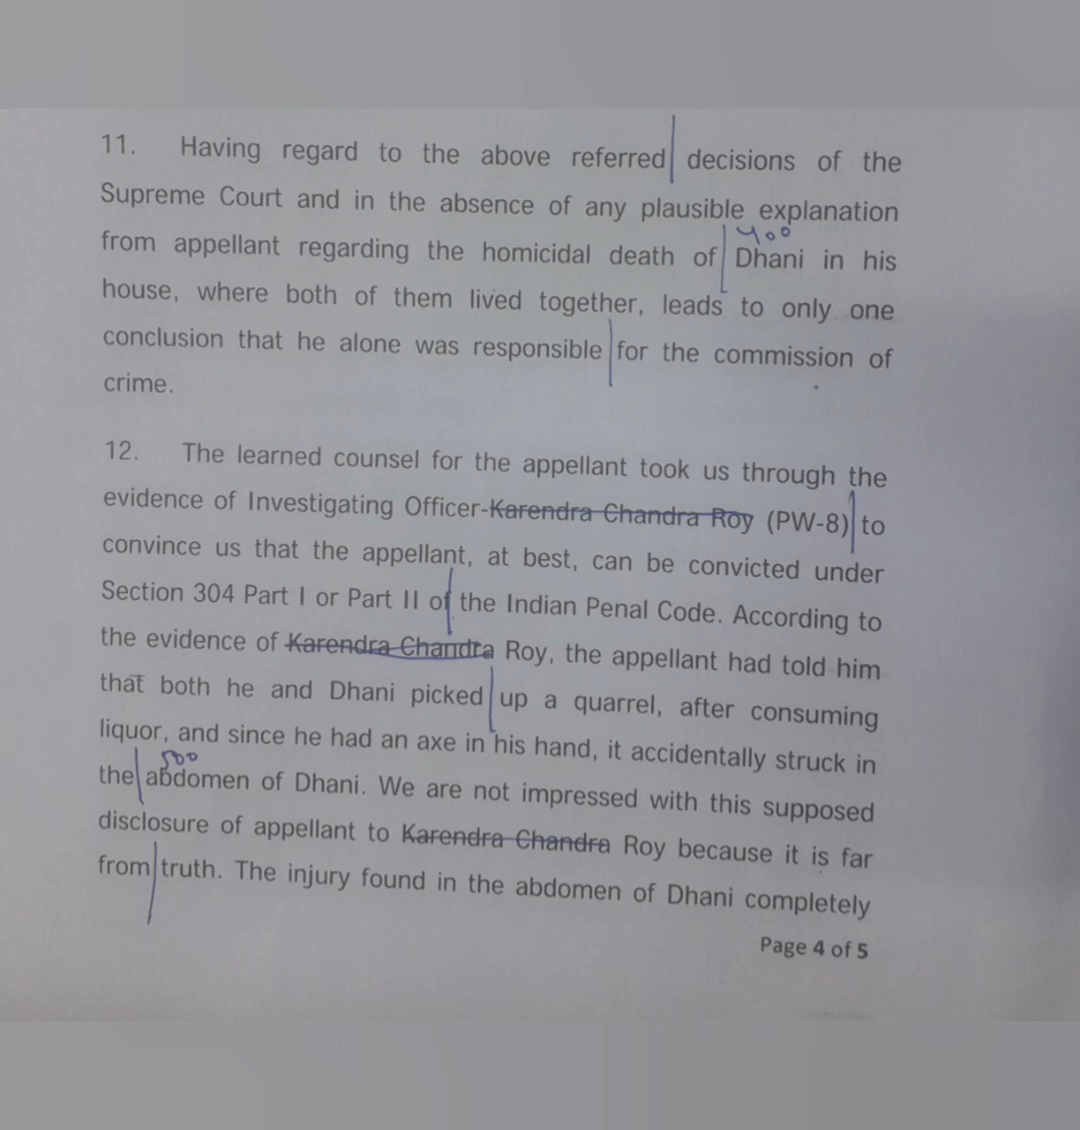 11. Having regard to the above referred decisions of the
Supreme Court and in the absence of any plausible explanation
400
from appellant regarding the homicidal death of Dhani in his
house, where both of them lived together, leads to only one
conclusion that he alone was responsible for the commission of
crime.
12. The learned counsel for the appellant took us through the
evidence of Investigating Officer-Karendra Chandra Roy (PW-8) to
convince us that the appellant, at best, can be convicted under
Section 304 Part I or Part II of the Indian Penal Code. According to
the evidence of Karendra Chandra Roy, the appellant had told him
that both he and Dhani picked up a quarrel, after consuming
liquor, and since he had an axe in his hand, it accidentally struck in
500
the abdomen of Dhani. We are not impressed with this supposed
disclosure of appellant to Karendra Chandra Roy because it is far
from truth. The injury found in the abdomen of Dhani completely
Page 4 of 5